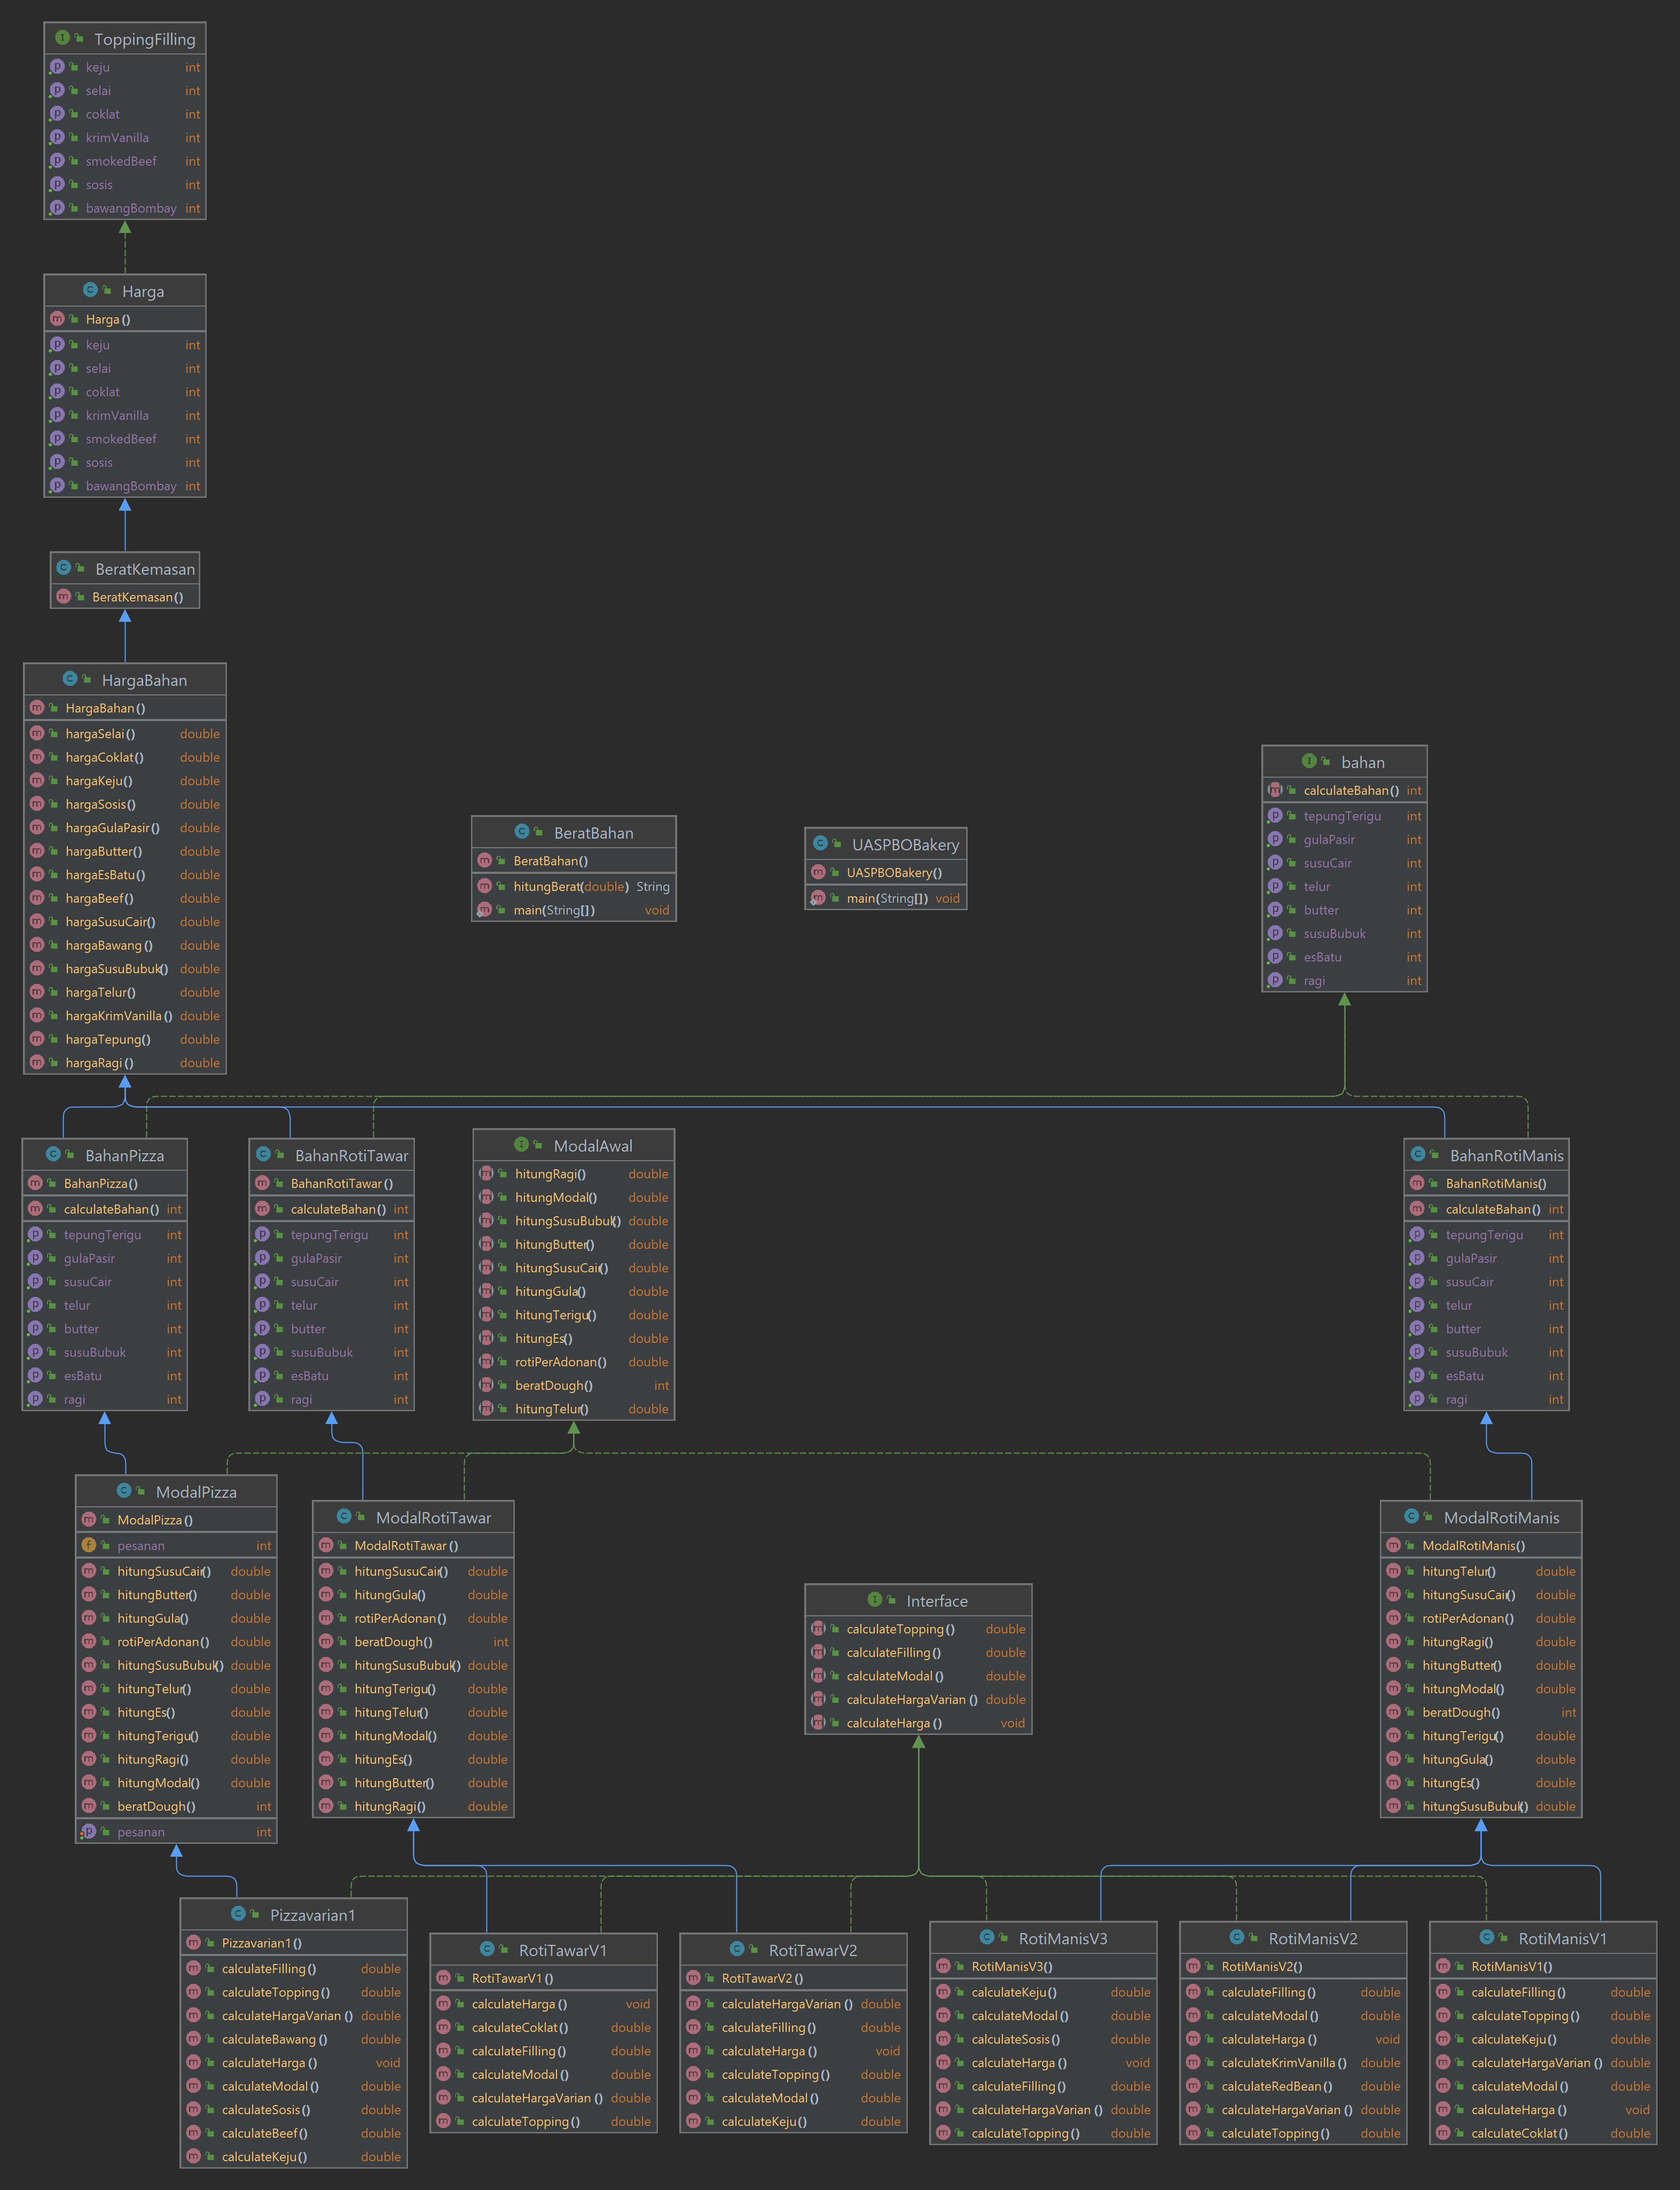 ToppingFilling
keju int
selai int
coklat int
krimVanilla int
smokedBeef int
sosis int
bawangBombay int
Harga
Harga()
keju int
selai int
coklat int
krimVanilla int
smokedBeef int
sosis int
bawangBombay int
BeratKemasan
BeratKemasan()
HargaBahan
HargaBahan()
hargaSelai() double
hargaCoklat() double
hargaKeju() double
hargaSosis() double
hargaGulaPasir() double
hargaButter() double
hargaEsBatu() double
hargaBeef() double
hargaSusuCair() double
hargaBawang() double
hargaSusuBubuk() double
hargaTelur() double
hargaKrimVanilla() double
hargaTepung() double
hargaRagi() double
BeratBahan
BeratBahan()
hitungBerat(double) String
main(String[]) void
UASPBOBakery
UASPBOBakery()
main(String[]) void
bahan
calculateBahan() int
tepungTerigu int
gulaPasir int
susuCair int
telur int
butter int
susuBubuk int
esBatu int
ragi int
BahanPizza
BahanPizza()
calculateBahan() int
tepungTerigu int
gulaPasir int
susuCair int
telur int
butter int
susuBubuk int
esBatu int
ragi int
BahanRotiTawar
BahanRotiTawar()
calculateBahan() int
tepungTerigu int
gulaPasir int
susuCair int
telur int
butter int
susuBubuk int
esBatu int
ragi int
ModalAwal
hitungRagi() double
hitungModal() double
hitungSusuBubuk() double
hitungButter() double
hitungSusuCair() double
hitungGula() double
hitungTerigu() double
hitungEs() double
rotiPerAdonan() double
beratDough() int
hitungTelur() double
BahanRotiManis
BahanRotiManis()
calculateBahan() int
tepungTerigu int
gulaPasir int
susuCair int
telur int
butter int
susuBubuk int
esBatu int
ragi int
ModalPizza
ModalPizza()
pesanan int
hitungSusuCair() double
hitungButter() double
hitungGula() double
rotiPerAdonan() double
hitungSusuBubuk() double
hitungTelur() double
hitungEs() double
hitungTerigu() double
hitungRagi() double
hitungModal() double
beratDough() int
pesanan int
ModalRotiTawar
ModalRotiTawar()
hitungSusuCair() double
hitungGula() double
rotiPerAdonan() double
beratDough() int
hitungSusuBubuk() double
hitungTerigu() double
hitungTelur() double
hitungModal() double
hitungEs() double
hitungButter() double
hitungRagi() double
Interface
calculateTopping() double
calculateFilling() double
calculateModal() double
calculateHargaVarian() double
calculateHarga() void
ModalRotiManis
ModalRotiManis()
hitungTelur() double
hitungSusuCair() double
rotiPerAdonan() double
hitungRagi() double
hitungButter() double
hitungModal() double
beratDough() int
hitungTerigu() double
hitungGula() double
hitungEs() double
hitungSusuBubuk() double
Pizzavarian1
Pizzavarian1()
calculateFilling() double
calculateTopping() double
calculateHargaVarian() double
calculateBawang() double
calculateHarga() void
calculateModal() double
calculateSosis() double
calculateBeef() double
calculateKeju() double
RotiTawarV1
RotiTawarV1()
calculateHarga() void
calculateCoklat() double
calculateFilling() double
calculateModal() double
calculateHargaVarian() double
calculateTopping() double
RotiTawarV2
RotiTawarV2()
calculateHargaVarian() double
calculateFilling() double
calculateHarga() void
calculateTopping() double
calculateModal() double
calculateKeju() double
RotiManisV3
RotiManisV3()
calculateKeju() double
calculateModal() double
calculateSosis() double
calculateHarga() void
calculateFilling() double
calculateHargaVarian() double
calculateTopping() double
RotiManisV2
RotiManisV2()
calculateFilling() double
calculateModal() double
calculateHarga() void
calculateKrimVanilla() double
calculateRedBean() double
calculateHargaVarian() double
calculateTopping() double
RotiManisV1
RotiManisV1()
calculateFilling() double
calculateTopping() double
calculateKeju() double
calculateHargaVarian() double
calculateModal() double
calculateHarga() void
calculateCoklat() double